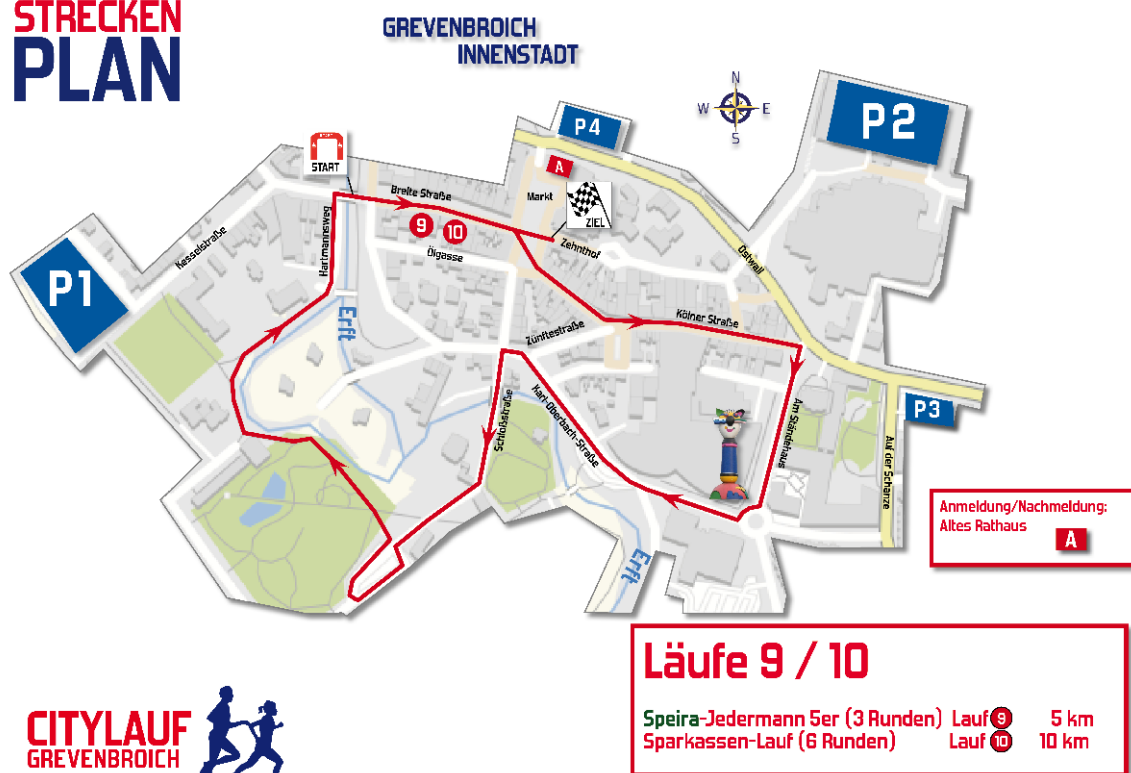 STRECKEN
PLAN
GREVENBROICH
INNENSTADT
N
W E
S
P4
P2
A
START
Breite Straße
Markt
ZIEL
9 10
Zehnthof
Hartmannsweg
Kesselstraße
Ölgasse
Ostwall
P1
Erft
Kölner Straße
Zünftestraße
Karl-Oberbach-Straße
Schloßstraße
Am Ständehaus
P3
Auf der Schanze
Erft
Anmeldung/Nachmeldung:
Altes Rathaus
A
Läufe 9 / 10
Speira-Jedermann 5er (3 Runden) Lauf 9 5 km
Sparkassen-Lauf (6 Runden) Lauf 10 10 km
CITYLAUF
GREVENBROICH